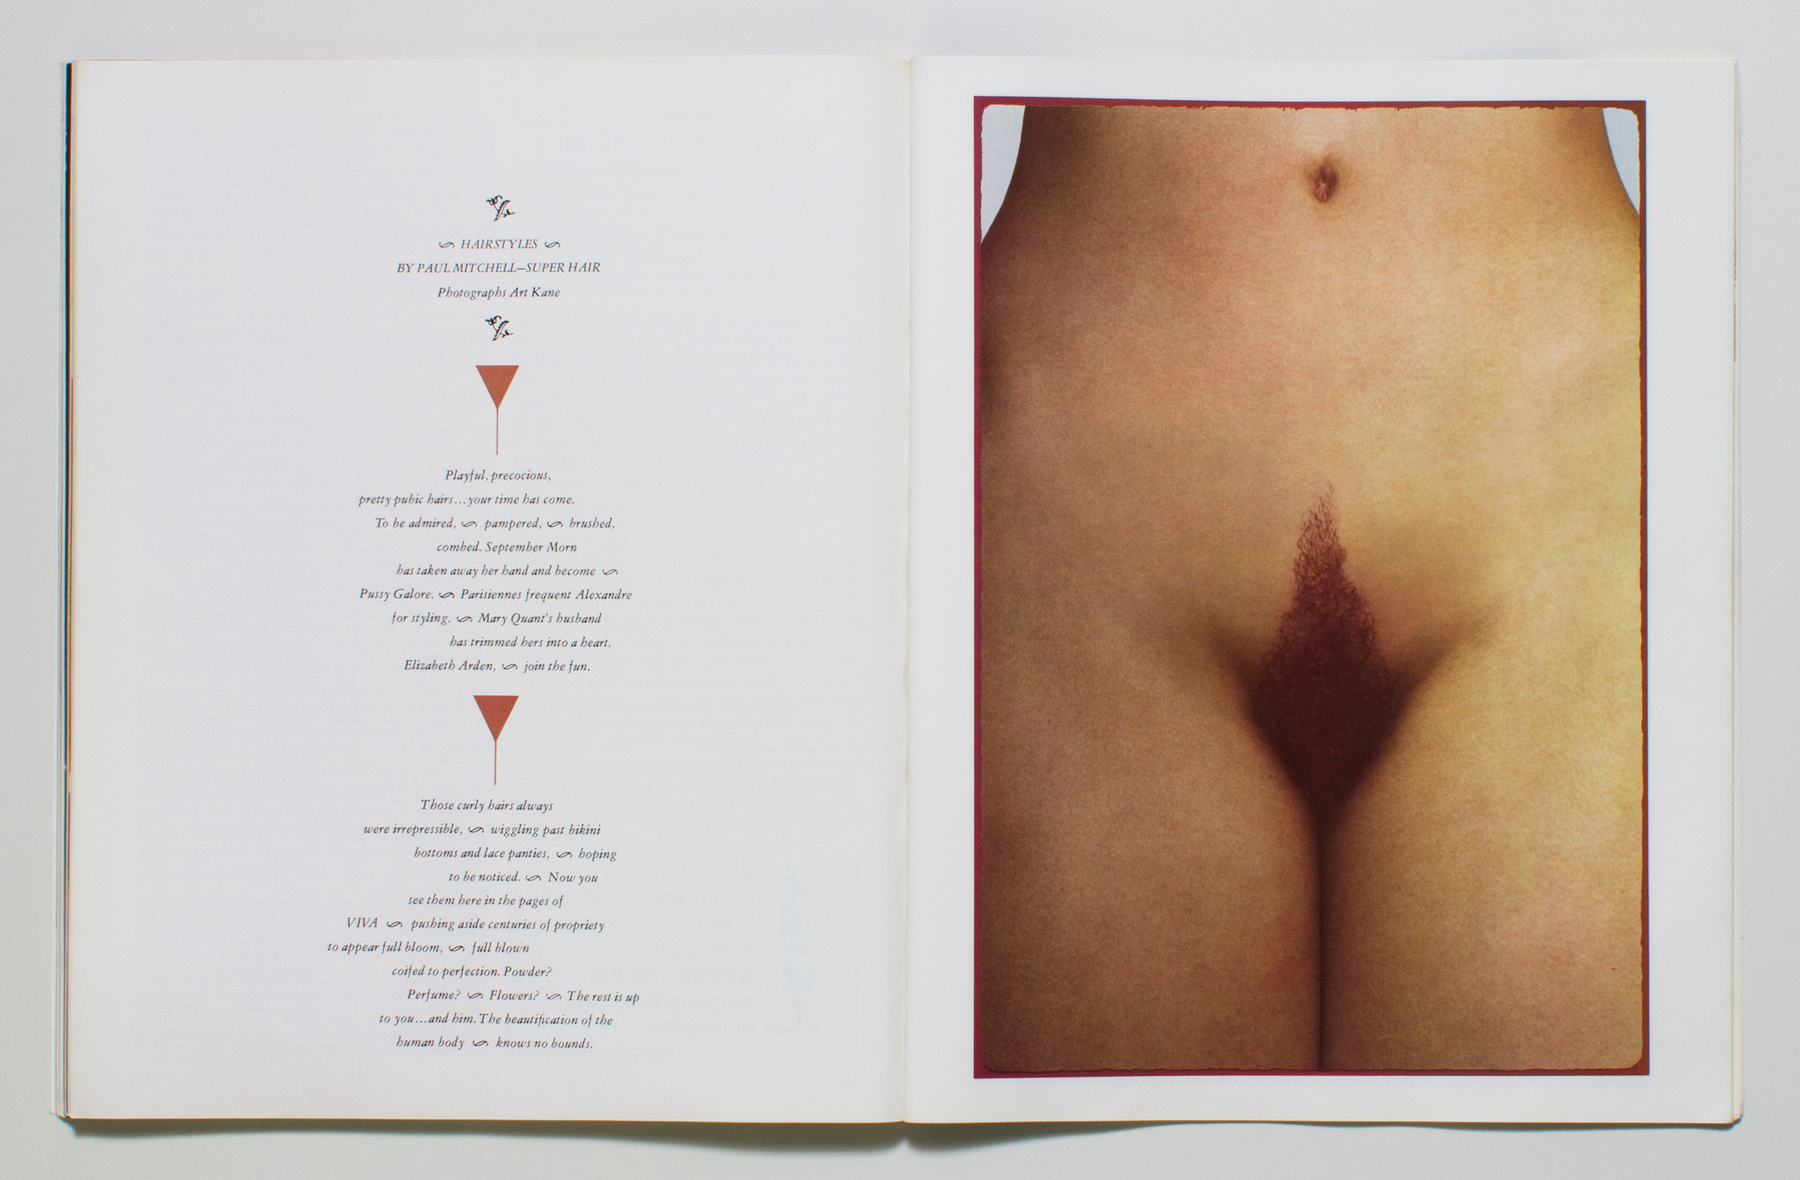 HAIRSTYLES
BY PAUL MITCHELL—SUPER HAIR
Photographs Art Kane
Playful, precocious,
pretty pubic hairs...your time has come.
To be admired, pampered, brushed,
combed. September Morn
has taken away her hand and become
Pussy Galore. Parisiennes frequent Alexandre
for styling. Mary Quant's husband
has trimmed hers into a heart.
Elizabeth Arden, join the fun.
Those curly hairs always
were irrepressible, wiggling past bikini
bottoms and lace panties, hoping
to be noticed. Now you
see them here in the pages of
VIVA pushing aside centuries of propriety
to appear full bloom, full blown
coifed to perfection. Powder?
Perfume? Flowers? The rest is up
to you...and him. The beautification of the
human body knows no bounds.